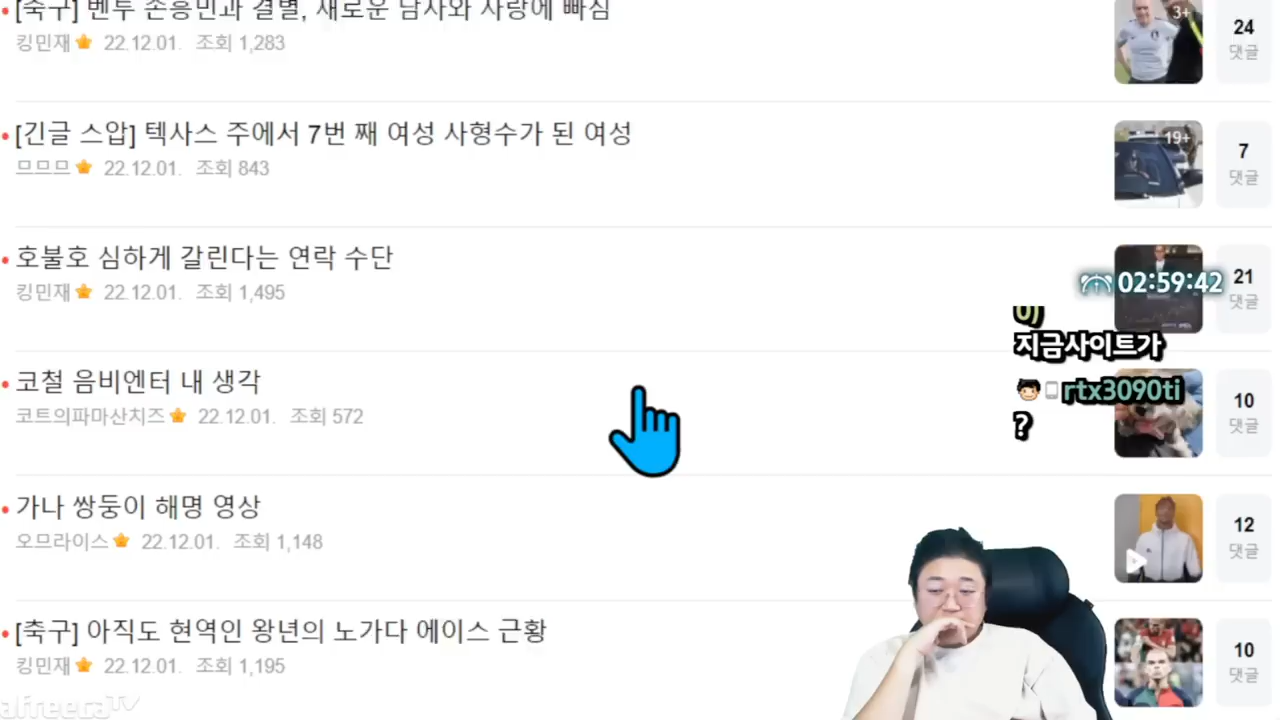 [축구] 벤투 손흥민과 결별, 새로운 남자와 사랑에 빠짐
킹민재 22.12.01. 조회 1,283
3+
24
댓글
[긴글 스압] 텍사스 주에서 7번 째 여성 사형수가 된 여성
므므므 22.12.01. 조회 843
19+
7
댓글
호불호 심하게 갈린다는 연락 수단
킹민재 22.12.01. 조회 1,495
02:59:42
21
댓글
지금사이트가
코철 음비엔터 내 생각
코트의파마산치즈 22.12.01. 조회 572
rtx3090ti
?
10
댓글
가나 쌍둥이 해명 영상
오므라이스 22.12.01. 조회 1,148
12
댓글
[축구] 아직도 현역인 왕년의 노가다 에이스 근황
킹민재 22.12.01. 조회 1,195
10
댓글
afreecaTV